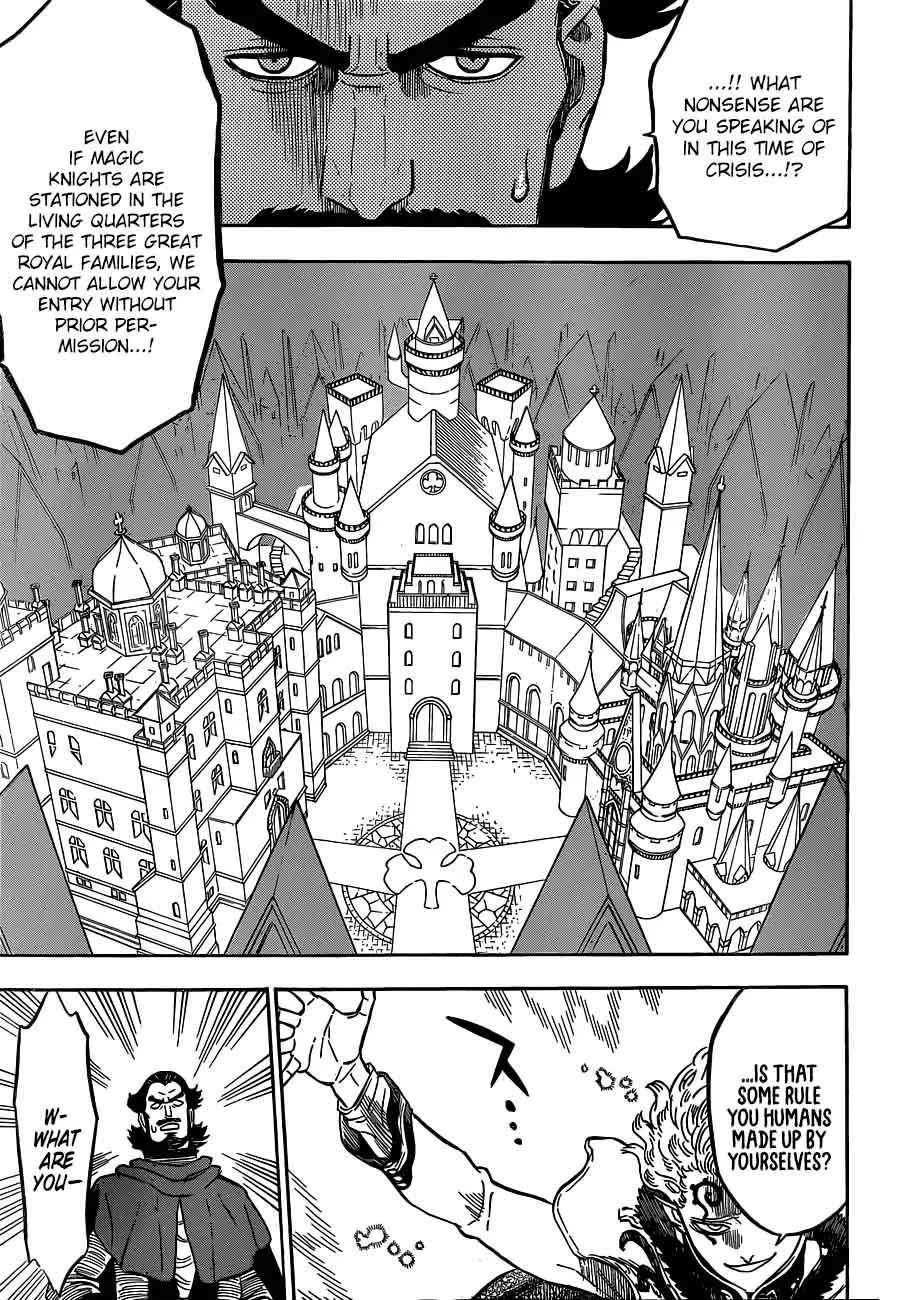 ...!! WHAT
NONSENSE ARE
YOU SPEAKING OF
IN THIS TIME OF
CRISIS...!?
EVEN
IF MAGIC
KNIGHTS ARE
STATIONED IN THE
LIVING QUARTERS
OF THE THREE GREAT
ROYAL FAMILIES, WE
CANNOT ALLOW YOUR
ENTRY WITHOUT
PRIOR PER-
MISSION...!
...IS THAT
SOME RULE
YOU HUMANS
MADE UP BY
YOURSELVES?
W-
WHAT
ARE
YOU-